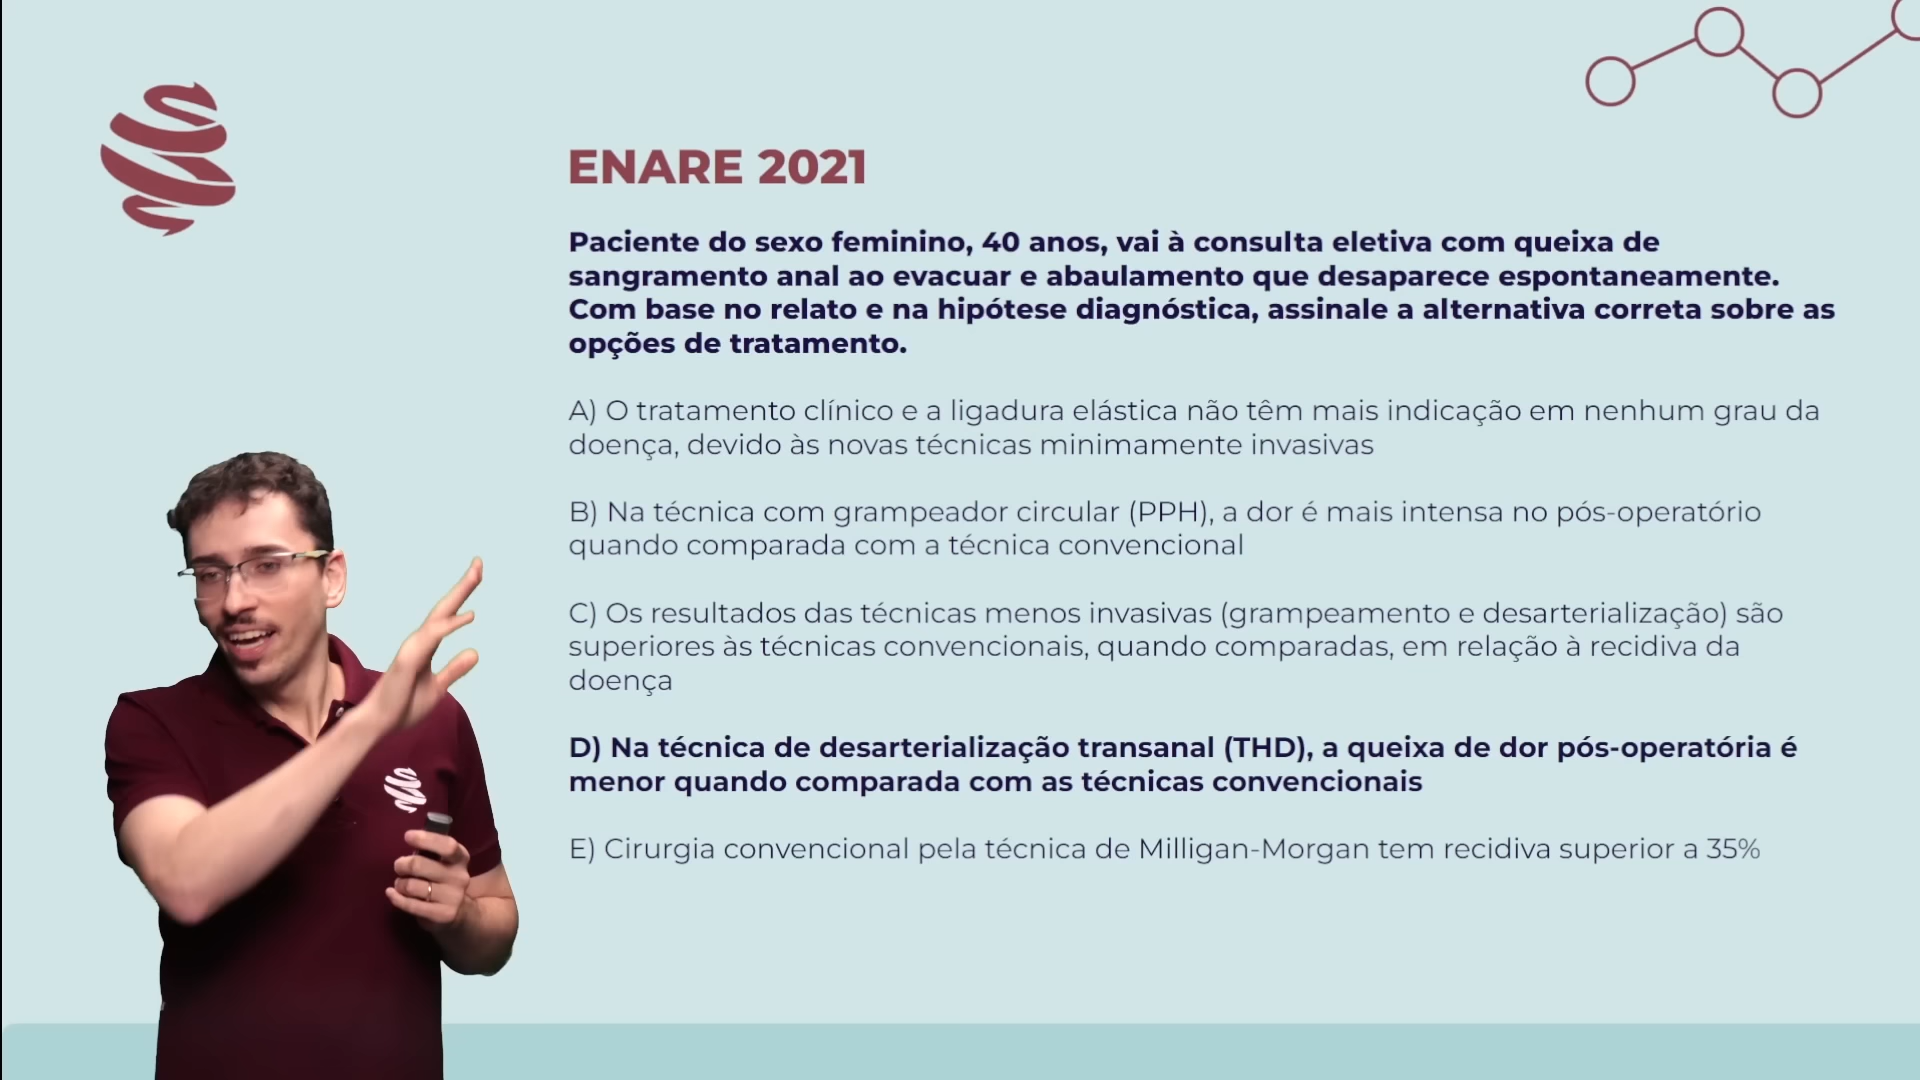 ENARE 2021
Paciente do sexo feminino, 40 anos, vai à consulta eletiva com queixa de
sangramento anal ao evacuar e abaulamento que desaparece espontaneamente.
Com base no relato e na hipótese diagnóstica, assinale a alternativa correta sobre as
opções de tratamento.
A) O tratamento clínico e a ligadura elástica não têm mais indicação em nenhum grau da
doença, devido às novas técnicas minimamente invasivas
B) Na técnica com grampeador circular (PPH), a dor é mais intensa no pós-operatório
quando comparada com a técnica convencional
C) Os resultados das técnicas menos invasivas (grampeamento e desarterialização) são
superiores às técnicas convencionais, quando comparadas, em relação à recidiva da
doença
D) Na técnica de desarterialização transanal (THD), a queixa de dor pós-operatória é
menor quando comparada com as técnicas convencionais
E) Cirurgia convencional pela técnica de Milligan-Morgan tem recidiva superior a 35%